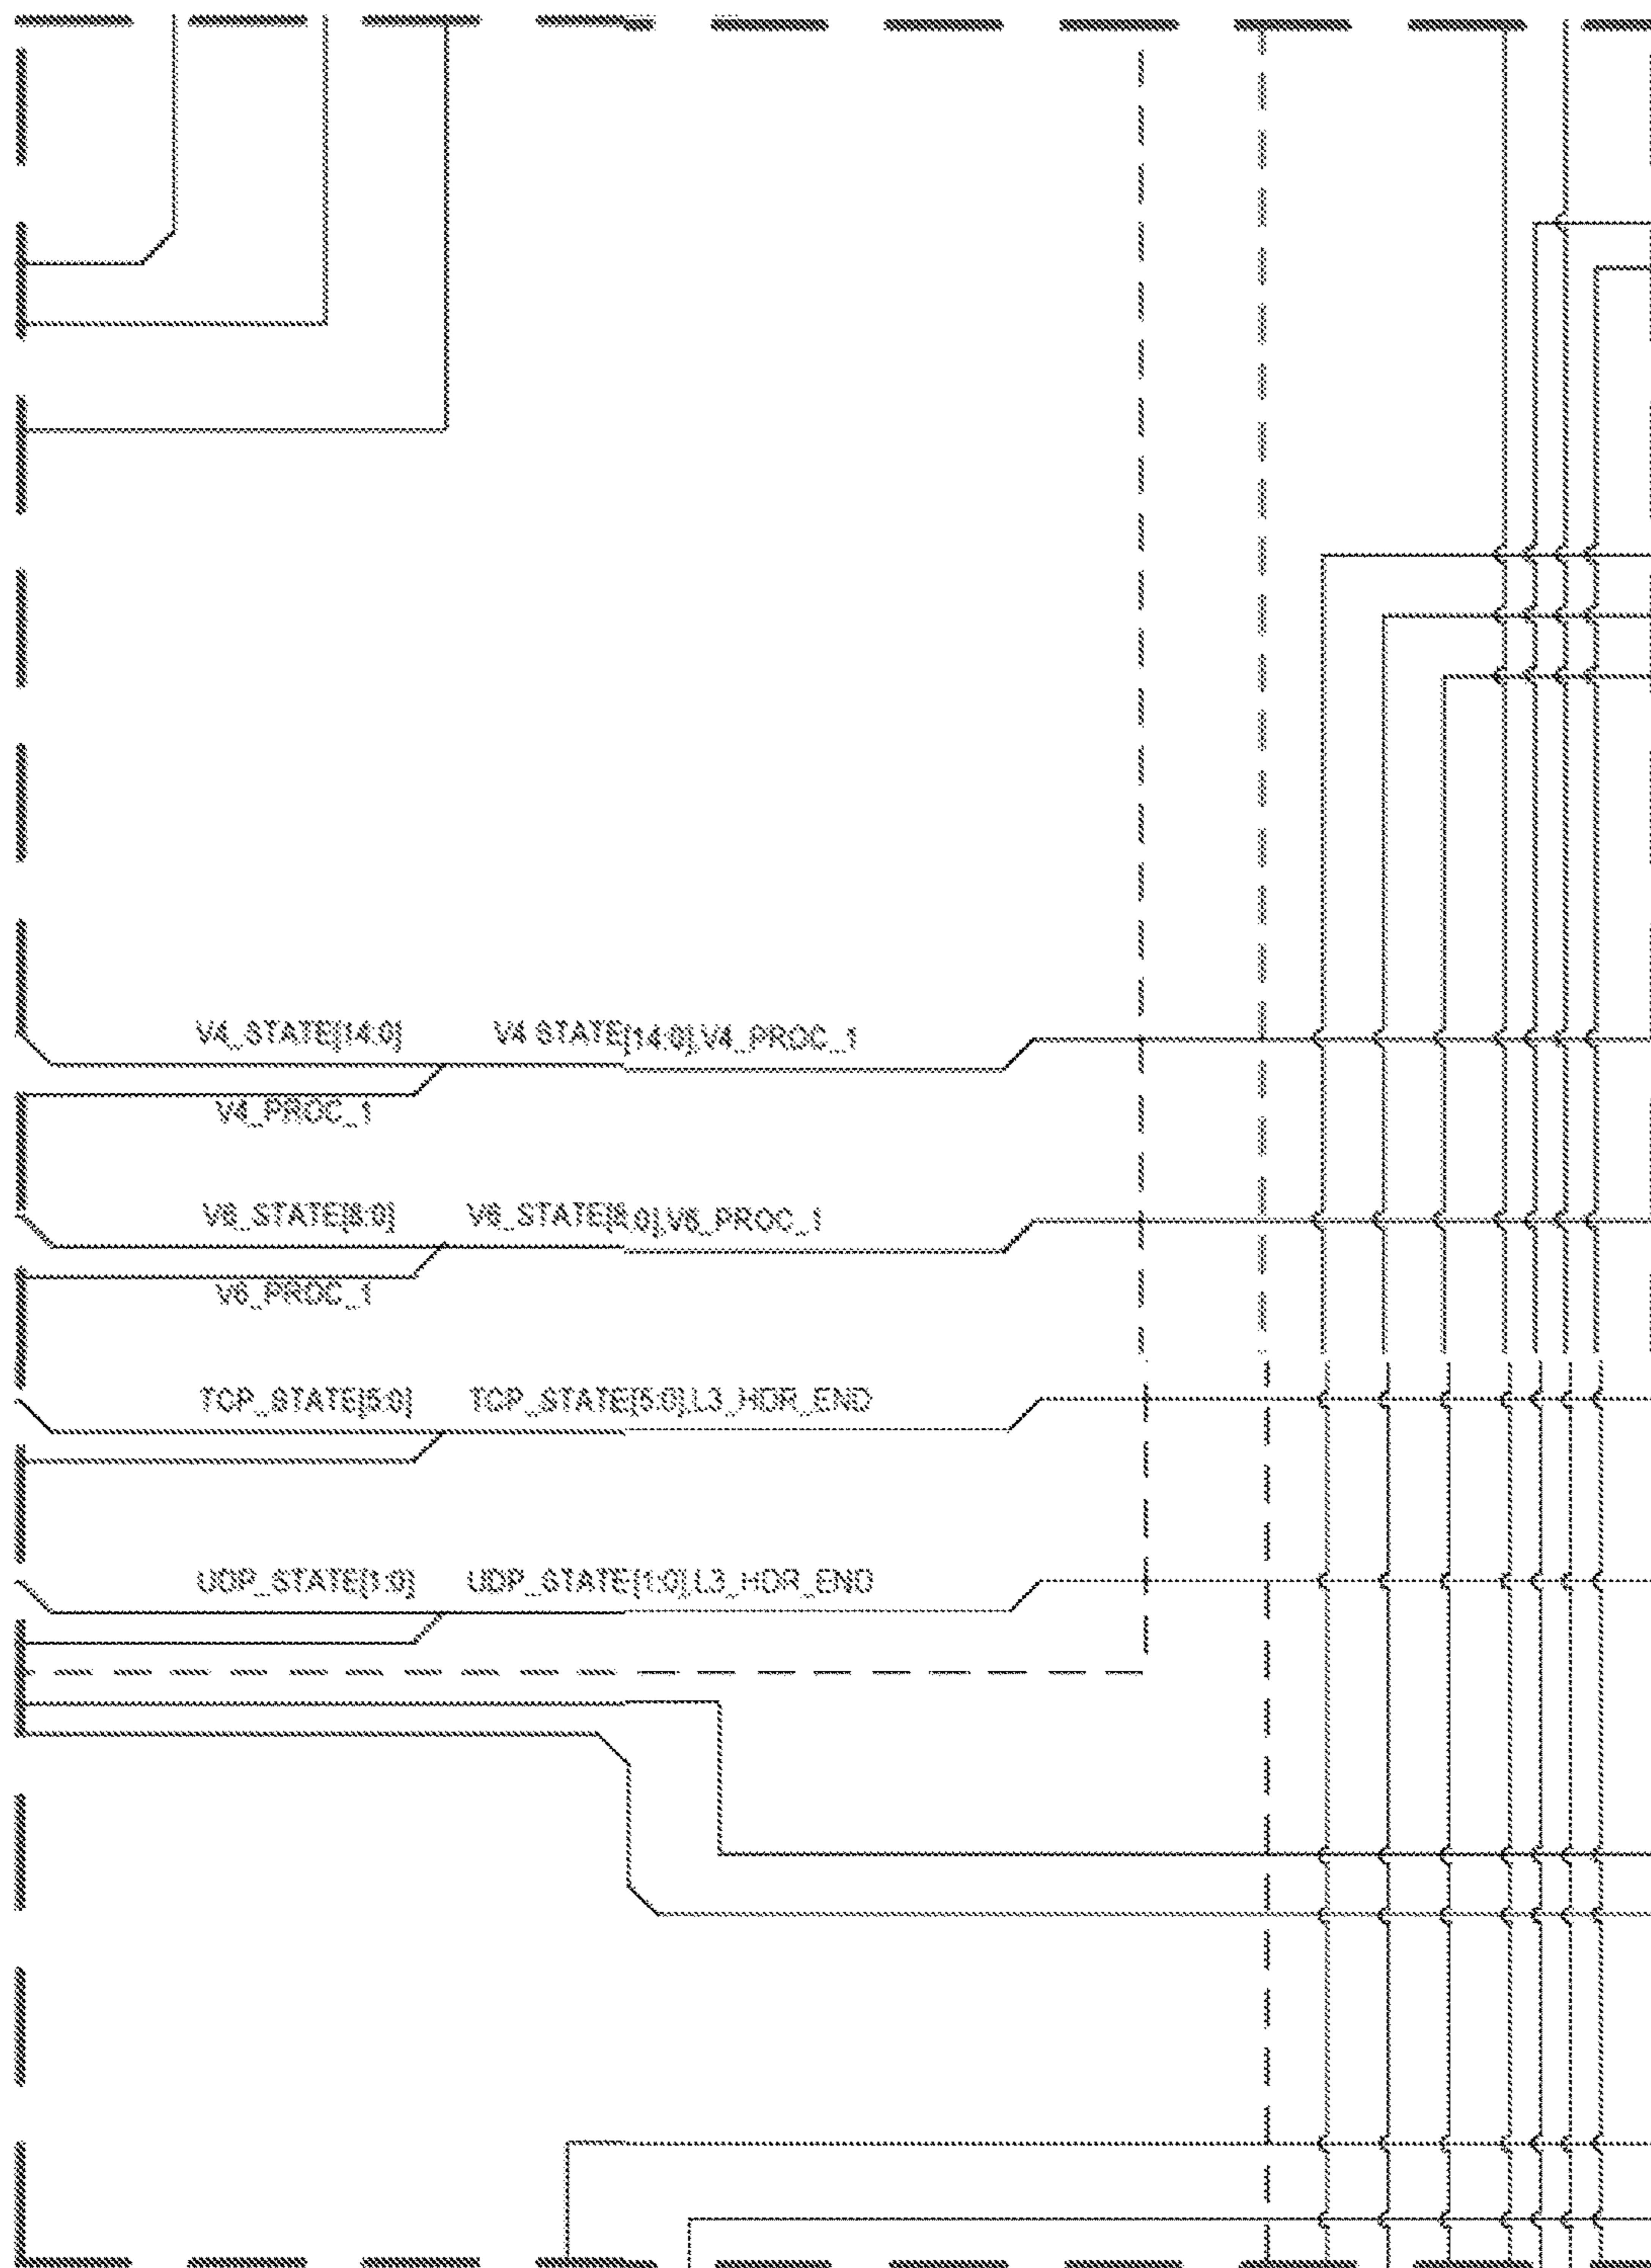 V4_STATE[14:0] V4 STATE[14:0],V4_PROC_1
V4_PROC_1
V6_STATE[8:0] V6_STATE[8:0],V6_PROC_1
V6_PROC_1
TCP_STATE[5:0] TCP_STATE[5:0],L3_HDR_END
UDP_STATE[1:0] UDP_STATE[1:0],L3_HDR_END